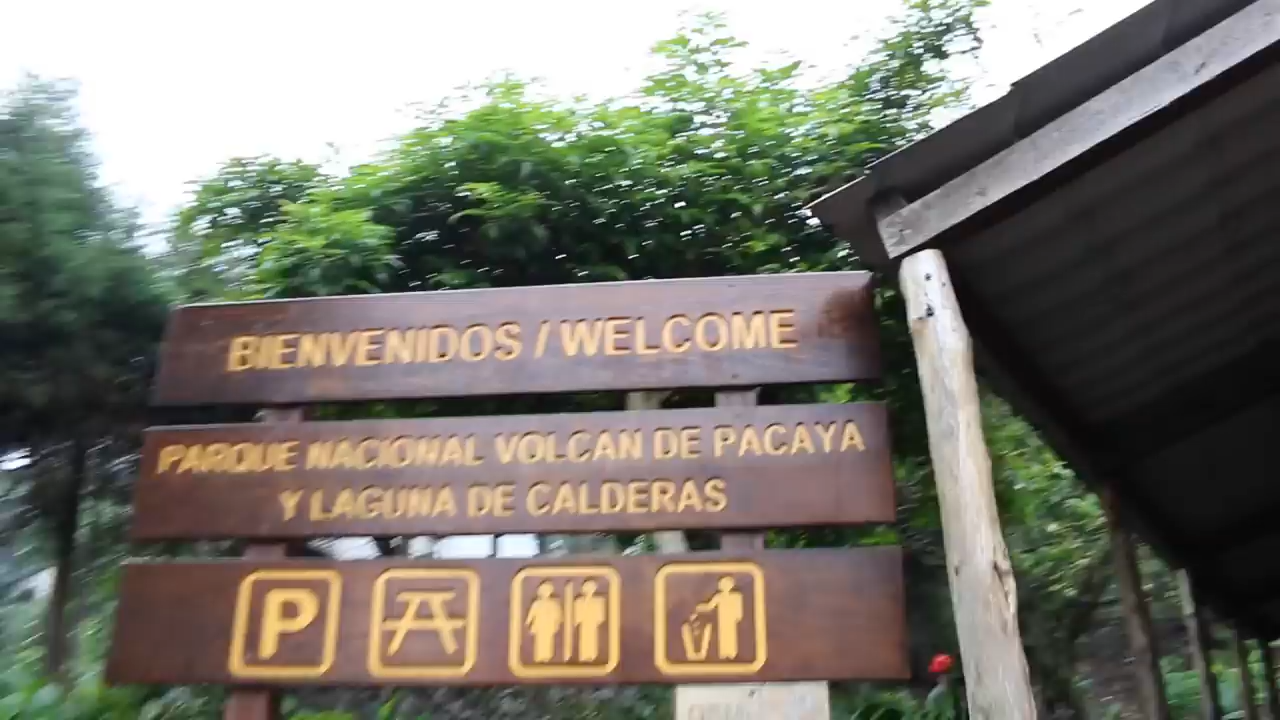 BIENVENIDOS / WELCOME
PARQUE NACIONAL VOLCAN DE PACAYA
Y LAGUNA DE CALDERAS
P